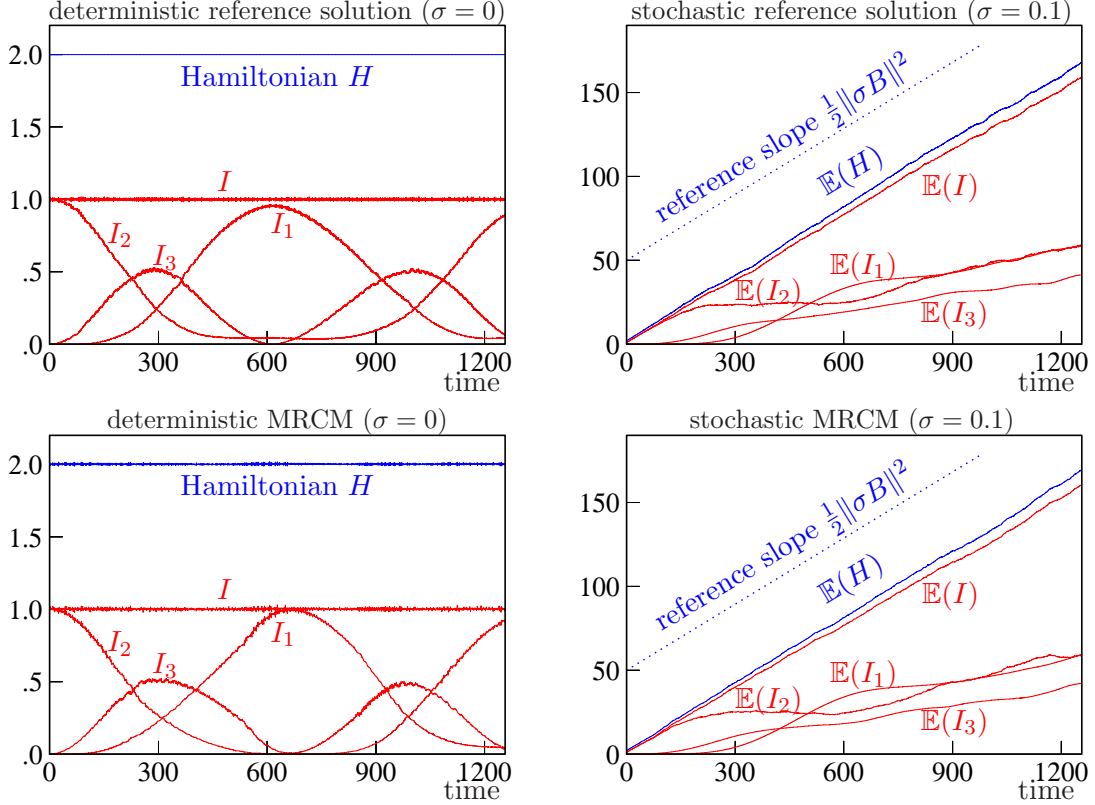 deterministic reference solution (σ = 0)
2.0
1.5
1.0
.5
.0
Hamiltonian H
I
I₂
I₃
I₁
0 300 600 900 1200
time
stochastic reference solution (σ = 0.1)
150
100
50
0
reference slope ½‖σB‖²
𝔼(H)
𝔼(I)
𝔼(I₁)
𝔼(I₂)
𝔼(I₃)
0 300 600 900 1200
time
deterministic MRCM (σ = 0)
2.0
1.5
1.0
.5
.0
Hamiltonian H
I
I₂
I₃
I₁
0 300 600 900 1200
time
stochastic MRCM (σ = 0.1)
150
100
50
0
reference slope ½‖σB‖²
𝔼(H)
𝔼(I)
𝔼(I₁)
𝔼(I₂)
𝔼(I₃)
0 300 600 900 1200
time